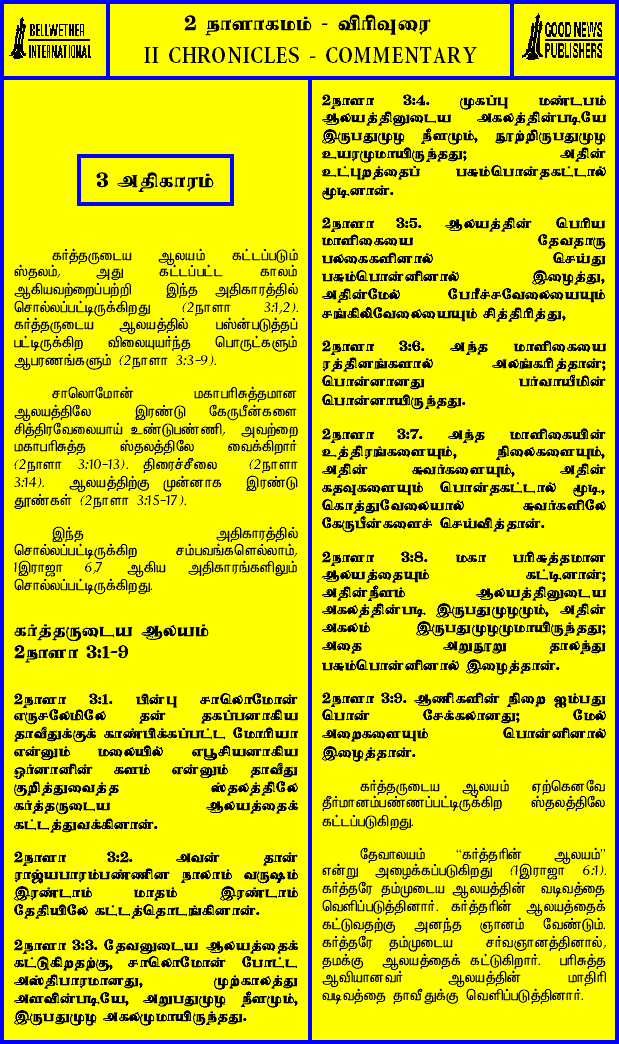 BELLWETHER
INTERNATIONAL
2 நாளாகமம் - விரிவுரை
II CHRONICLES - COMMENTARY
GOOD NEWS
PUBLISHERS
3 அதிகாரம்
கர்த்தருடைய ஆலயம் கட்டப்படும்
ஸ்தலம், அது கட்டப்பட்ட காலம்
ஆகியவற்றைப்பற்றி இந்த அதிகாரத்தில்
சொல்லப்பட்டிருக்கிறது (2நாளா 3:1,2).
கர்த்தருடைய ஆலயத்தில் பஸ்ன்படுத்தப்
பட்டிருக்கிற விலையுயர்ந்த பொருட்களும்
ஆபரணங்களும் (2நாளா 3:3-9).
சாலொமோன் மகாபரிசுத்தமான
ஆலயத்திலே இரண்டு கேருபீன்களை
சித்திரவேலையாய் உண்டுபண்ணி, அவற்றை
மகாபரிசுத்த ஸ்தலத்திலே வைக்கிறார்
(2நாளா 3:10-13). திரைச்சீலை (2நாளா
3:14). ஆலயத்திற்கு முன்னாக இரண்டு
தூண்கள் (2நாளா 3:15-17).
இந்த அதிகாரத்தில்
சொல்லப்பட்டிருக்கிற சம்பவங்களெல்லாம்,
1இராஜா 6,7 ஆகிய அதிகாரங்களிலும்
சொல்லப்பட்டிருக்கிறது.
கர்த்தருடைய ஆலயம்
2நாளா 3:1-9
2நாளா 3:1. பின்பு சாலொமோன்
எருசலேமிலே தன் தகப்பனாகிய
தாவீதுக்குக் காண்பிக்கப்பட்ட மோரியா
என்னும் மலையில் எபூசியனாகிய
ஒர்னானின் களம் என்னும் தாவீது
குறித்துவைத்த ஸ்தலத்திலே
கர்த்தருடைய ஆலயத்தைக்
கட்டத்துவக்கினான்.
2நாளா 3:2. அவன் தான்
ராஜ்யபாரம்பண்ணின நாலாம் வருஷம்
இரண்டாம் மாதம் இரண்டாம்
தேதியிலே கட்டத்தொடங்கினான்.
2நாளா 3:3. தேவனுடைய ஆலயத்தைக்
கட்டுகிறதற்கு, சாலொமோன் போட்ட
அஸ்திபாரமானது, முற்காலத்து
அளவின்படியே, அறுபதுமுழ நீளமும்,
இருபதுமுழ அகலமுமாயிருந்தது.
2நாளா 3:4. முகப்பு மண்டபம்
ஆலயத்தினுடைய அகலத்தின்படியே
இருபதுமுழ நீளமும், நூற்றிருபதுமுழ
உயரமுமாயிருந்தது; அதின்
உட்புறத்தைப் பசும்பொன்தகட்டால்
மூடினான்.
2நாளா 3:5. ஆலயத்தின் பெரிய
மாளிகையை தேவதாரு
பலகைகளினால் செய்து
பசும்பொன்னினால் இழைத்து,
அதின்மேல் பேரீச்சவேலையையும்
சங்கிலிவேலையையும் சித்திரித்து,
2நாளா 3:6. அந்த மாளிகையை
ரத்தினங்களால் அலங்கரித்தான்;
பொன்னானது பர்வாயீமின்
பொன்னாயிருந்தது.
2நாளா 3:7. அந்த மாளிகையின்
உத்திரங்களையும், நிலைகளையும்,
அதின் சுவர்களையும், அதின்
கதவுகளையும் பொன்தகட்டால் மூடி,
கொத்துவேலையால் சுவர்களிலே
கேருபீன்களைச் செய்வித்தான்.
2நாளா 3:8. மகா பரிசுத்தமான
ஆலயத்தையும் கட்டினான்;
அதின்நீளம் ஆலயத்தினுடைய
அகலத்தின்படி இருபதுமுழமும், அதின்
அகலம் இருபதுமுழமுமாயிருந்தது;
அதை அறுநூறு தாலந்து
பசும்பொன்னினால் இழைத்தான்.
2நாளா 3:9. ஆணிகளின் நிறை ஐம்பது
பொன் சேக்கலானது; மேல்
அறைகளையும் பொன்னினால்
இழைத்தான்.
கர்த்தருடைய ஆலயம் ஏற்கெனவே
தீர்மானம்பண்ணப்பட்டிருக்கிற ஸ்தலத்திலே
கட்டப்படுகிறது.
தேவாலயம் “கர்த்தரின் ஆலயம்”
என்று அழைக்கப்படுகிறது (1இராஜா 6:1).
கர்த்தரே தம்முடைய ஆலயத்தின் வடிவத்தை
வெளிப்படுத்தினார். கர்த்தரின் ஆலயத்தைக்
கட்டுவதற்கு அனந்த ஞானம் வேண்டும்.
கர்த்தரே தம்முடைய சர்வஞானத்தினால்,
தமக்கு ஆலயத்தைக் கட்டுகிறார். பரிசுத்த
ஆவியானவர் ஆலயத்தின் மாதிரி
வடிவத்தை தாவீதுக்கு வெளிப்படுத்தினார்.